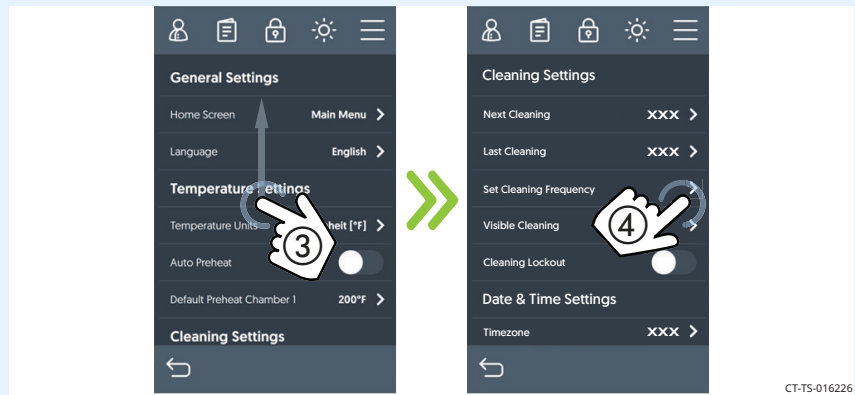 General Settings
Home Screen Main Menu
Language English
Temperature Settings
Temperature Units heit [°F]
Auto Preheat
Default Preheat Chamber 1 200°F
Cleaning Settings
3
Cleaning Settings
Next Cleaning XXX
Last Cleaning XXX
Set Cleaning Frequency
Visible Cleaning
Cleaning Lockout
Date & Time Settings
Timezone XXX
4
CT-TS-016226